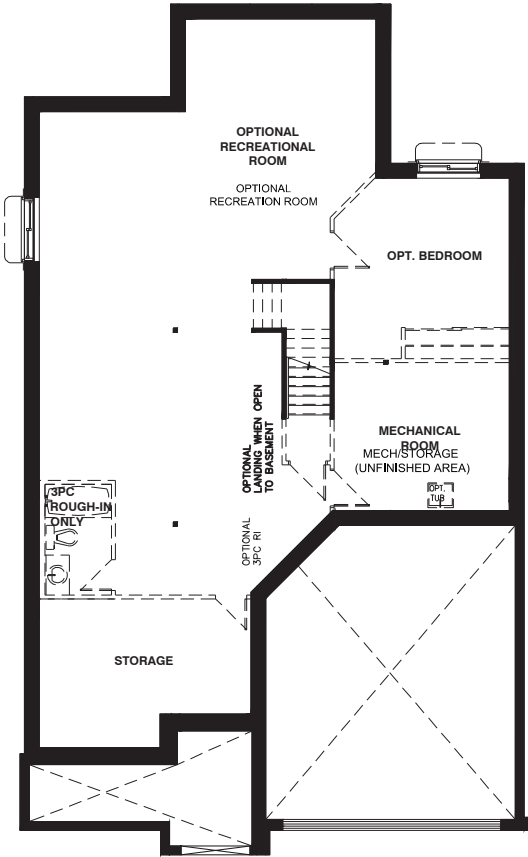 OPTIONAL
RECREATIONAL
ROOM
OPTIONAL
RECREATION ROOM
OPT. BEDROOM
OPTIONAL
LANDING WHEN OPEN
TO BASEMENT
MECHANICAL
ROOM
MECH/STORAGE
(UNFINISHED AREA)
OPT.
TUB
3PC
ROUGH-IN
ONLY
OPTIONAL
3PC RI
STORAGE